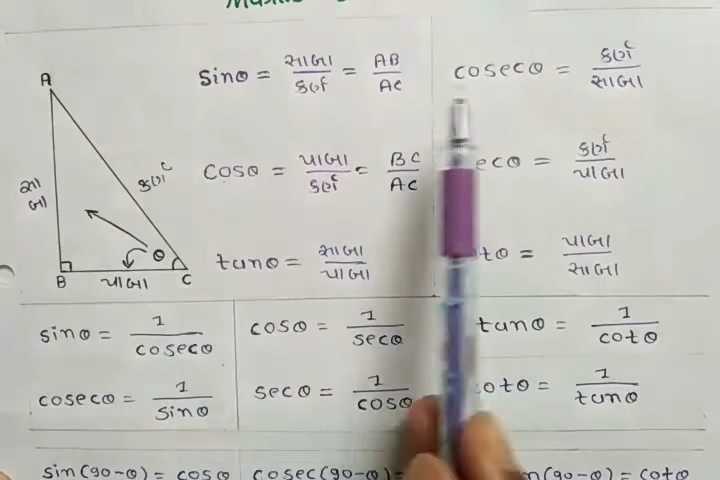 A
સા
બા
કર્ણ
θ
B પાબા C
sinθ = સાબા/કર્ણ = AB/AC
cosθ = પાબા/કર્ણ = BC/AC
tanθ = સાબા/પાબા
cosecθ = કર્ણ/સાબા
ecθ = કર્ણ/પાબા
tθ = પાબા/સાબા
sinθ = 1/cosecθ
cosecθ = 1/sinθ
cosθ = 1/secθ
secθ = 1/cosθ
tanθ = 1/cotθ
cotθ = 1/tanθ
sin(90-θ) = cosθ
cosec(90-θ)=
n(90-θ) = cotθ